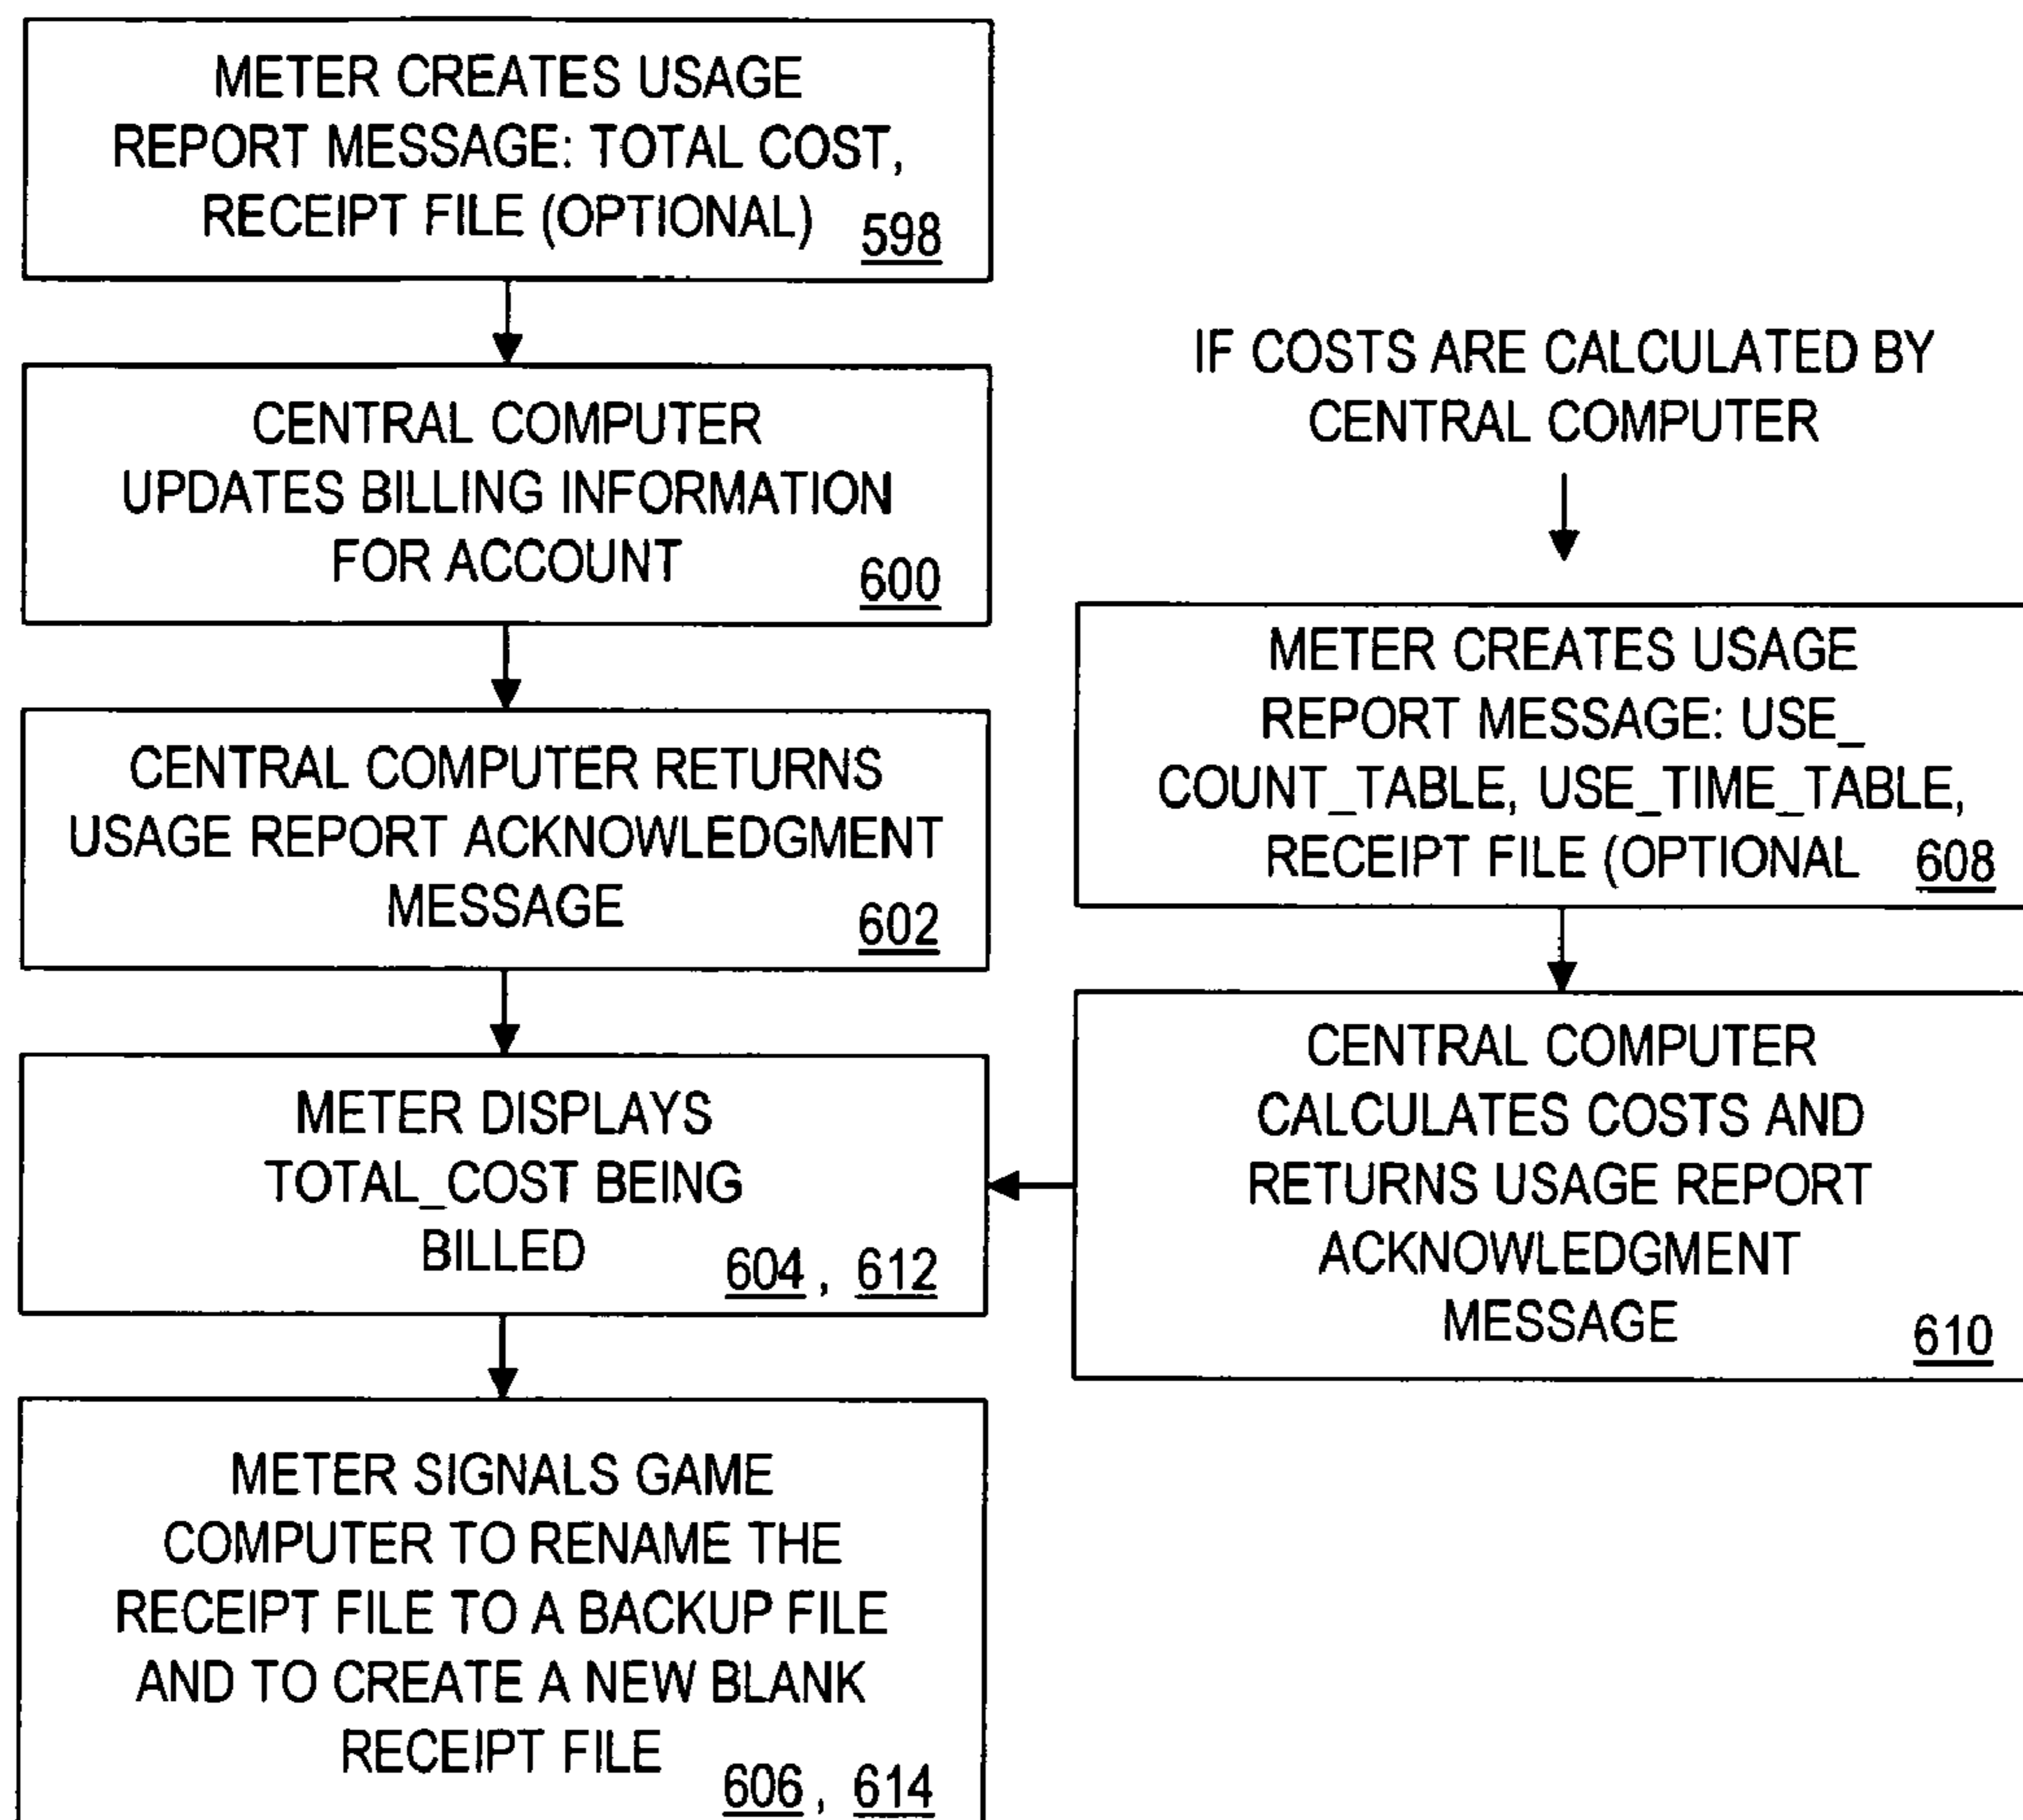 METER CREATES USAGE
REPORT MESSAGE: TOTAL COST,
RECEIPT FILE (OPTIONAL)
598
CENTRAL COMPUTER
UPDATES BILLING INFORMATION
FOR ACCOUNT
600
CENTRAL COMPUTER RETURNS
USAGE REPORT ACKNOWLEDGMENT
MESSAGE
602
METER DISPLAYS
TOTAL_COST BEING
BILLED
604, 612
METER SIGNALS GAME
COMPUTER TO RENAME THE
RECEIPT FILE TO A BACKUP FILE
AND TO CREATE A NEW BLANK
RECEIPT FILE
606, 614
IF COSTS ARE CALCULATED BY
CENTRAL COMPUTER
METER CREATES USAGE
REPORT MESSAGE: USE_
COUNT_TABLE, USE_TIME_TABLE,
RECEIPT FILE (OPTIONAL
608
CENTRAL COMPUTER
CALCULATES COSTS AND
RETURNS USAGE REPORT
ACKNOWLEDGMENT
MESSAGE
610